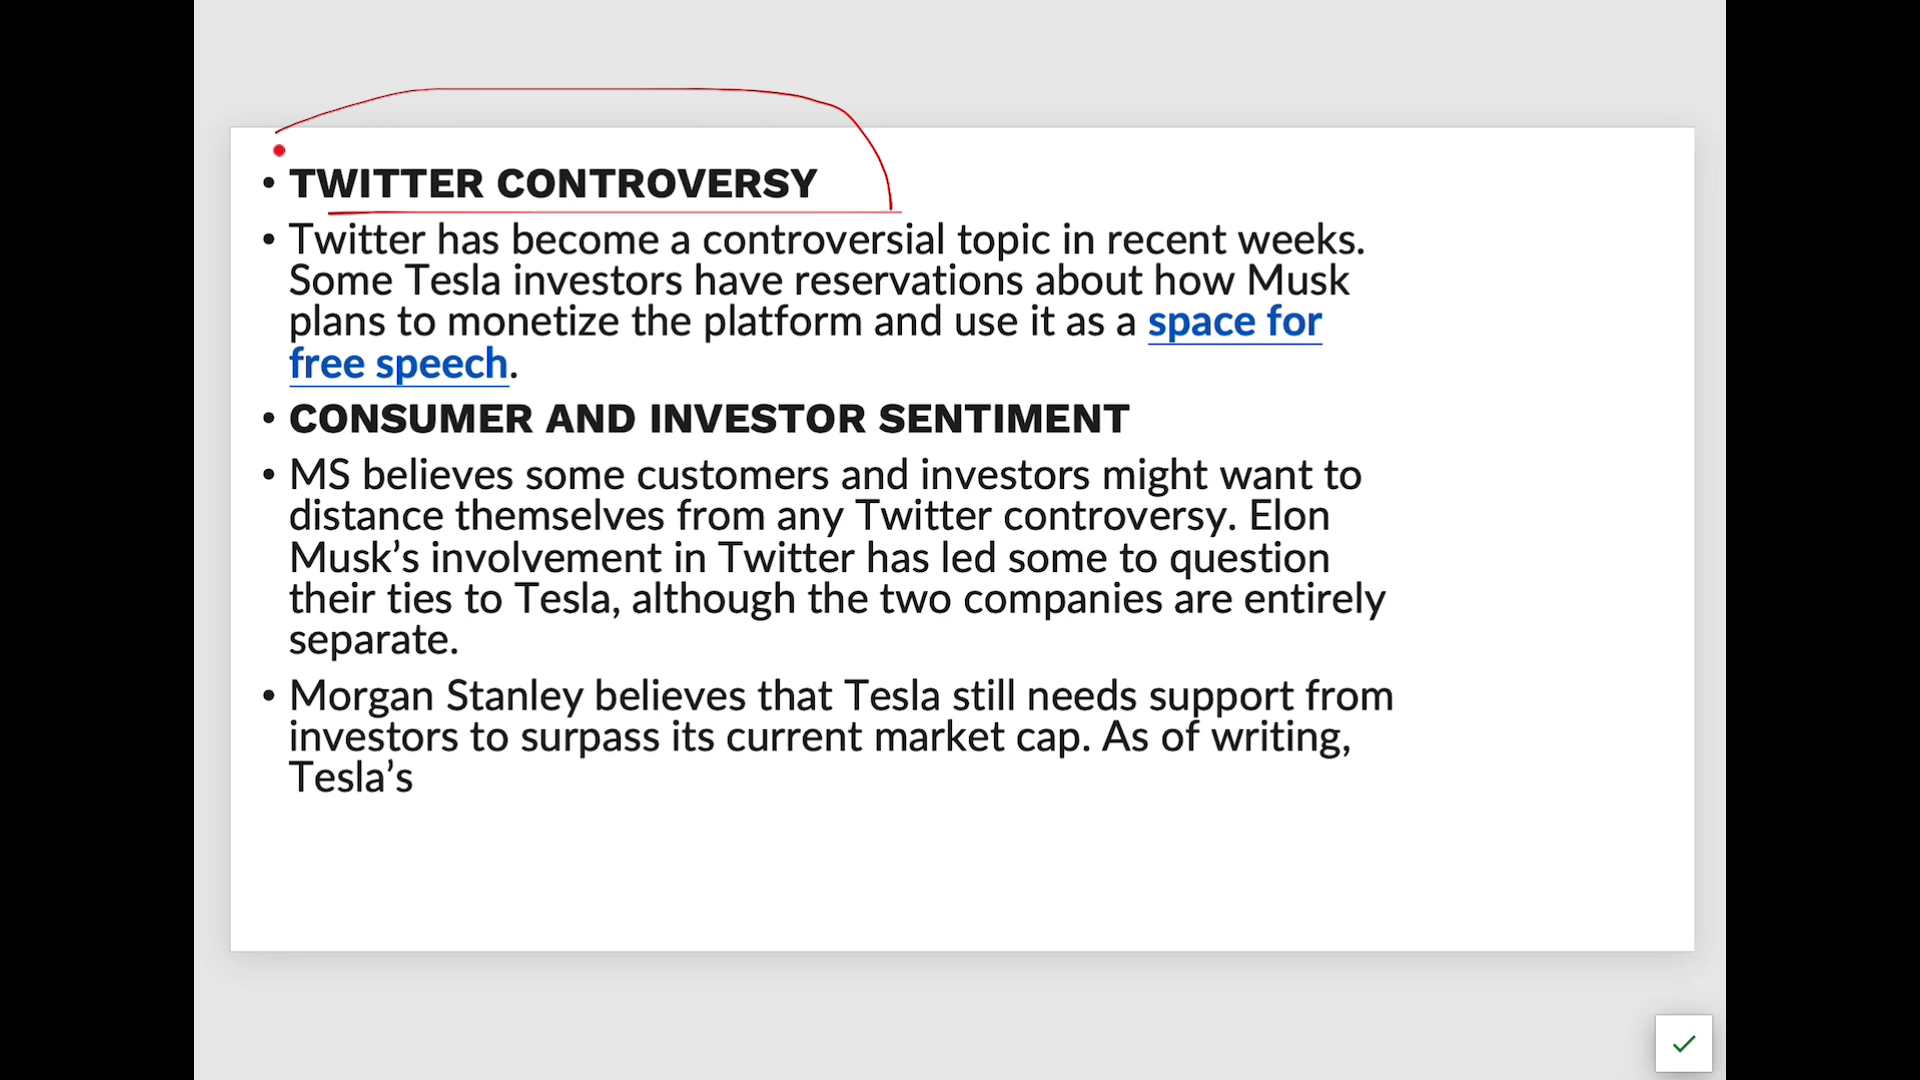 • TWITTER CONTROVERSY
• Twitter has become a controversial topic in recent weeks.
Some Tesla investors have reservations about how Musk
plans to monetize the platform and use it as a space for
free speech.
• CONSUMER AND INVESTOR SENTIMENT
• MS believes some customers and investors might want to
distance themselves from any Twitter controversy. Elon
Musk’s involvement in Twitter has led some to question
their ties to Tesla, although the two companies are entirely
separate.
• Morgan Stanley believes that Tesla still needs support from
investors to surpass its current market cap. As of writing,
Tesla’s